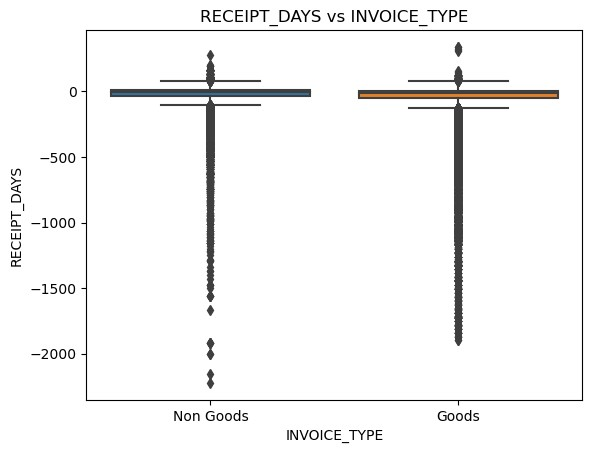 RECEIPT_DAYS vs INVOICE_TYPE
0
−500
−1000
−1500
−2000
RECEIPT_DAYS
Non Goods
Goods
INVOICE_TYPE